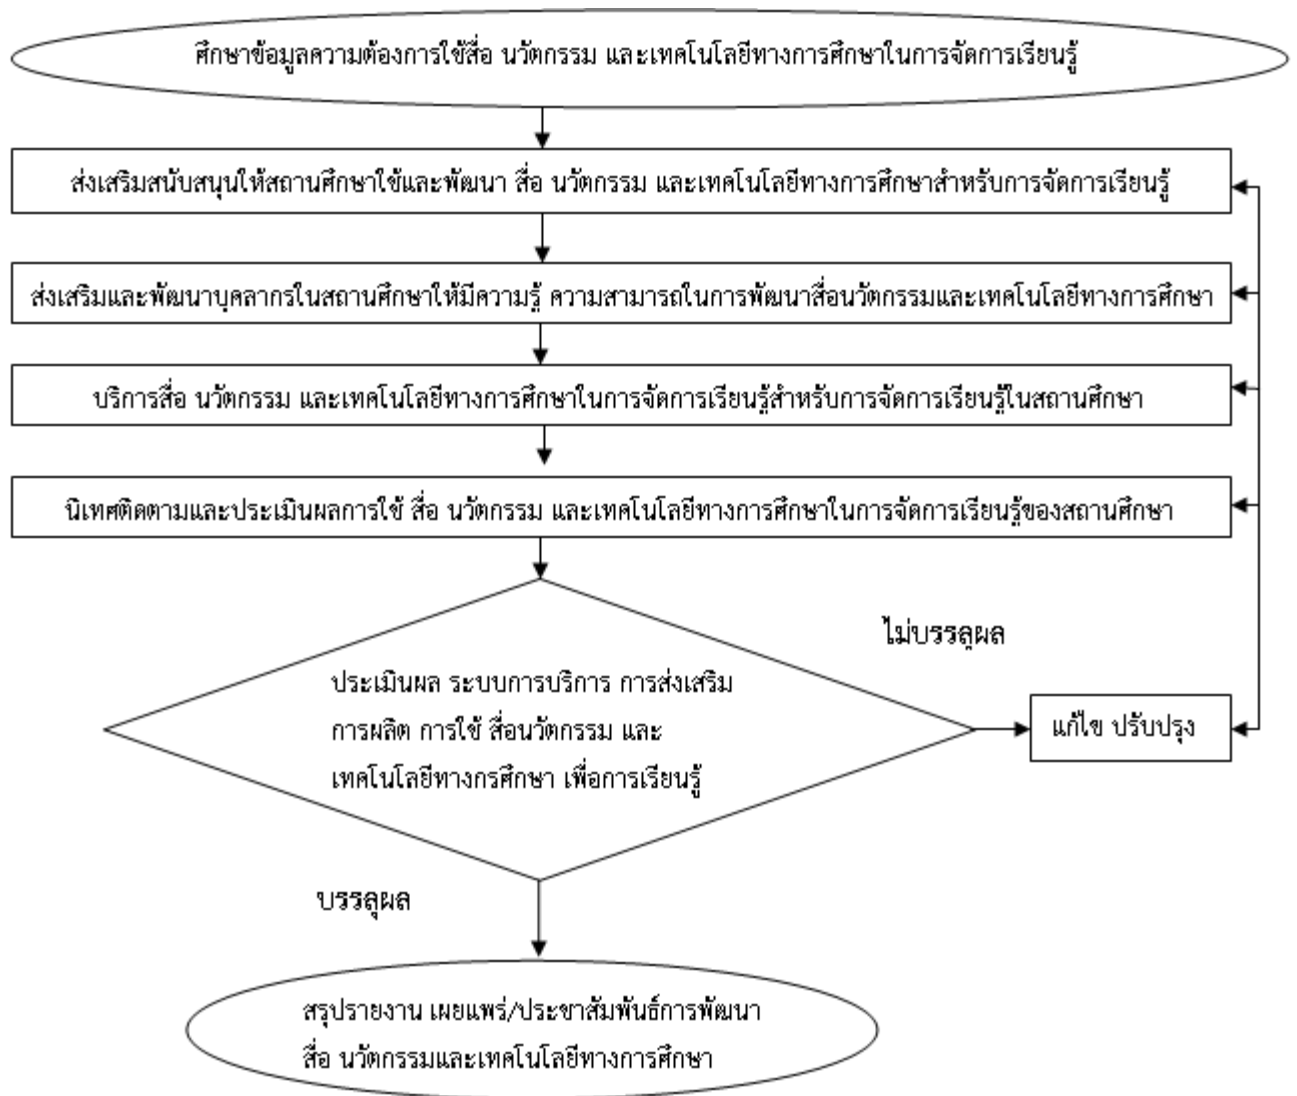 ศึกษาข้อมูลความต้องการใช้สื่อ นวัตกรรม และเทคโนโลยีทางการศึกษาในการจัดการเรียนรู้
ส่งเสริมสนับสนุนให้สถานศึกษาใช้และพัฒนา สื่อ นวัตกรรม และเทคโนโลยีทางการศึกษาสำหรับการจัดการเรียนรู้
ส่งเสริมและพัฒนาบุคลากรในสถานศึกษาให้มีความรู้ ความสามารถในการพัฒนาสื่อนวัตกรรมและเทคโนโลยีทางการศึกษา
บริการสื่อ นวัตกรรม และเทคโนโลยีทางการศึกษาในการจัดการเรียนรู้สำหรับการจัดการเรียนรู้ในสถานศึกษา
นิเทศติดตามและประเมินผลการใช้ สื่อ นวัตกรรม และเทคโนโลยีทางการศึกษาในการจัดการเรียนรู้ของสถานศึกษา
ไม่บรรลุผล
ประเมินผล ระบบการบริการ การส่งเสริม
การผลิต การใช้ สื่อนวัตกรรม และ
เทคโนโลยีทางกรศึกษา เพื่อการเรียนรู้
แก้ไข ปรับปรุง
บรรลุผล
สรุปรายงาน เผยแพร่/ประชาสัมพันธ์การพัฒนา
สื่อ นวัตกรรมและเทคโนโลยีทางการศึกษา